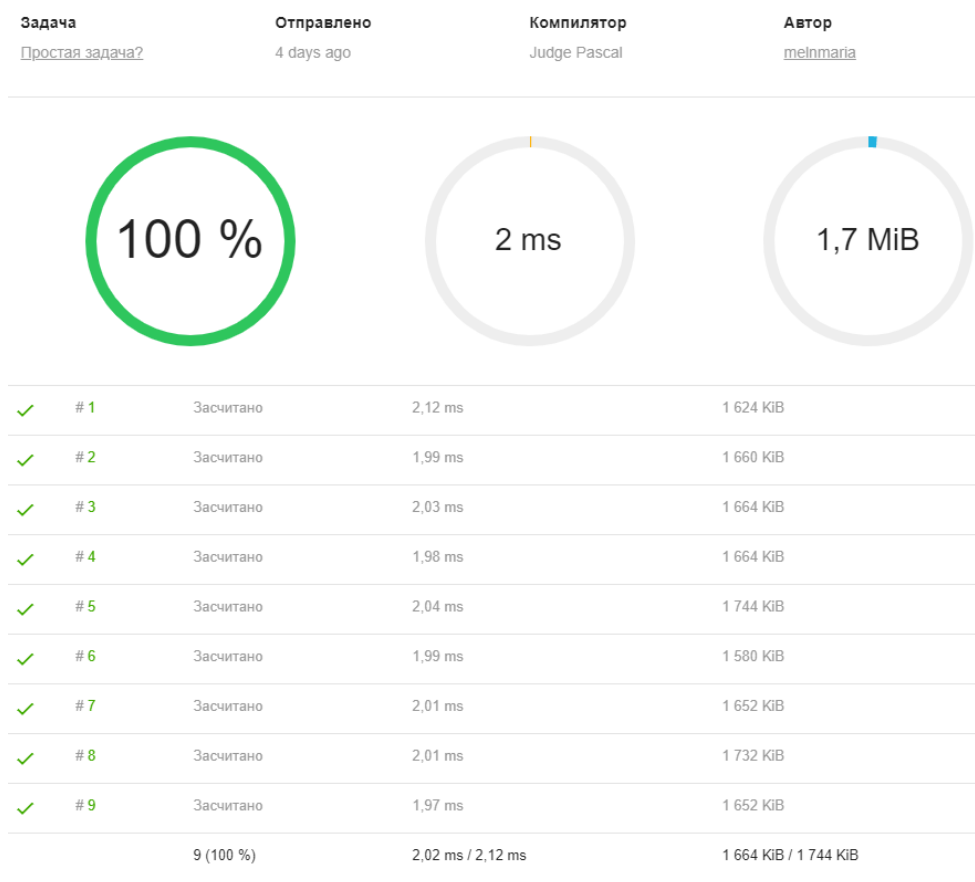 Задача Отправлено Компилятор Автор
Простая задача? 4 days ago Judge Pascal melnmaria
100 % 2 ms 1,7 MiB
# 1 Засчитано 2,12 ms 1 624 KiB
# 2 Засчитано 1,99 ms 1 660 KiB
# 3 Засчитано 2,03 ms 1 664 KiB
# 4 Засчитано 1,98 ms 1 664 KiB
# 5 Засчитано 2,04 ms 1 744 KiB
# 6 Засчитано 1,99 ms 1 580 KiB
# 7 Засчитано 2,01 ms 1 652 KiB
# 8 Засчитано 2,01 ms 1 732 KiB
# 9 Засчитано 1,97 ms 1 652 KiB
9 (100 %) 2,02 ms / 2,12 ms 1 664 KiB / 1 744 KiB